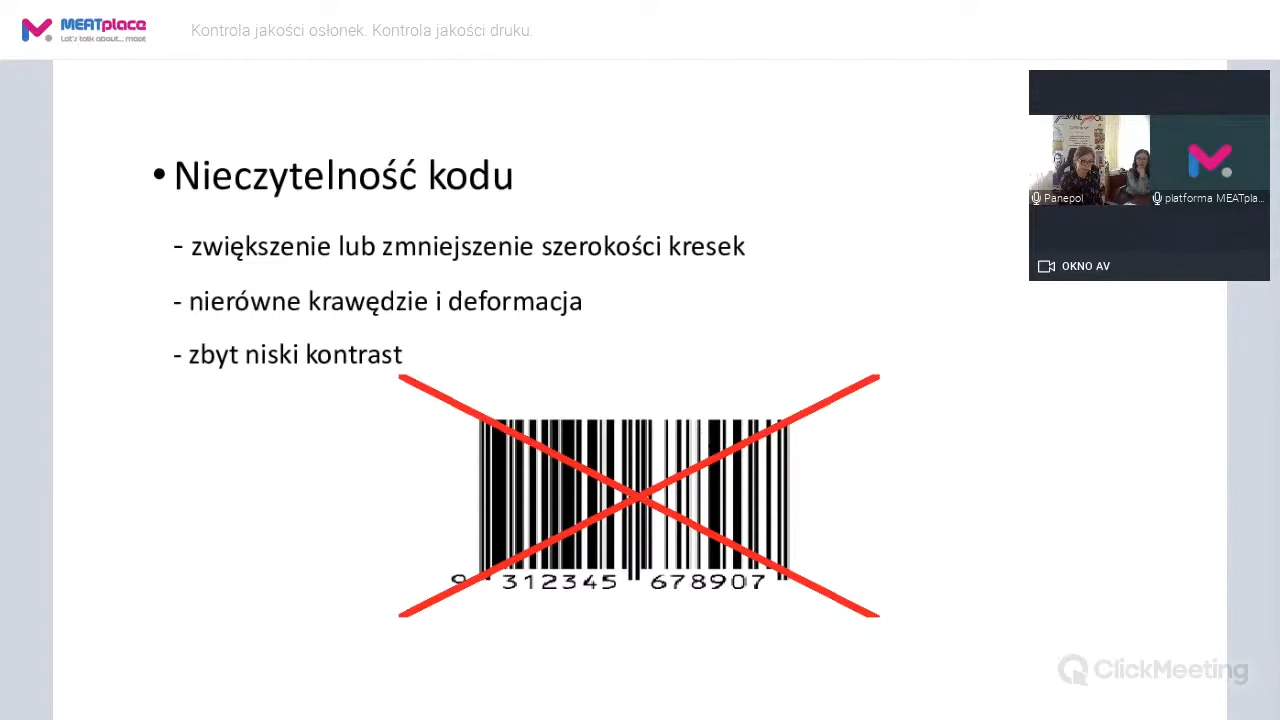 MEATplace
Let's talk about... meat
Kontrola jakości osłonek. Kontrola jakości druku.
• Nieczytelność kodu
- zwiększenie lub zmniejszenie szerokości kresek
- nierówne krawędzie i deformacja
- zbyt niski kontrast
9 312345 678907
Panepol
platforma MEATpla...
OKNO AV
ClickMeeting